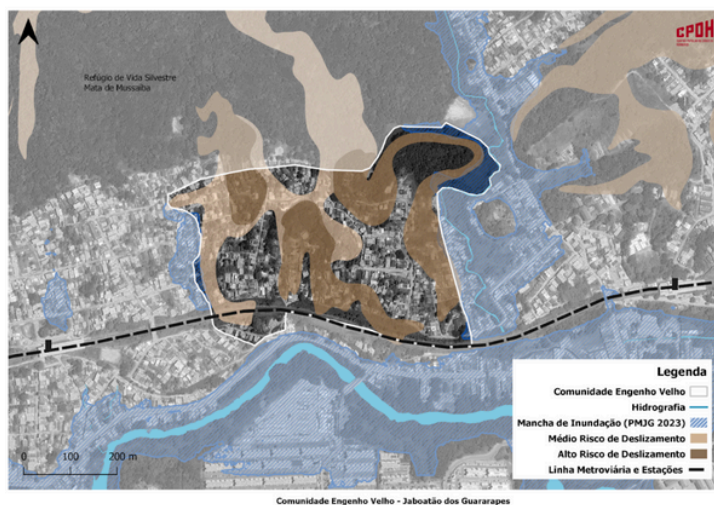 CPDH
Refúgio de Vida Silvestre
Mata de Mussaíba
Legenda
Comunidade Engenho Velho
Hidrografia
Mancha de Inundação (PMJG 2023)
Médio Risco de Deslizamento
Alto Risco de Deslizamento
Linha Metroviária e Estações
0 100 200 m
Comunidade Engenho Velho - Jaboatão dos Guararapes